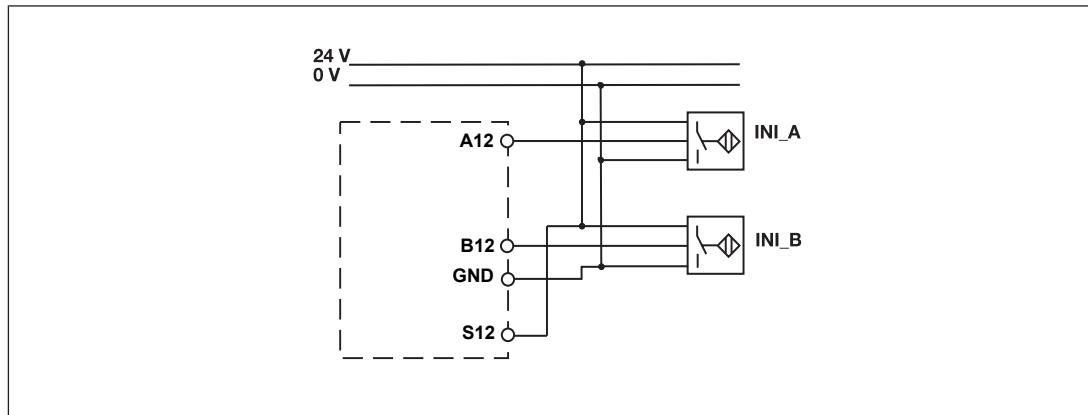 24 V
0 V
A12
INI_A
B12
INI_B
GND
S12